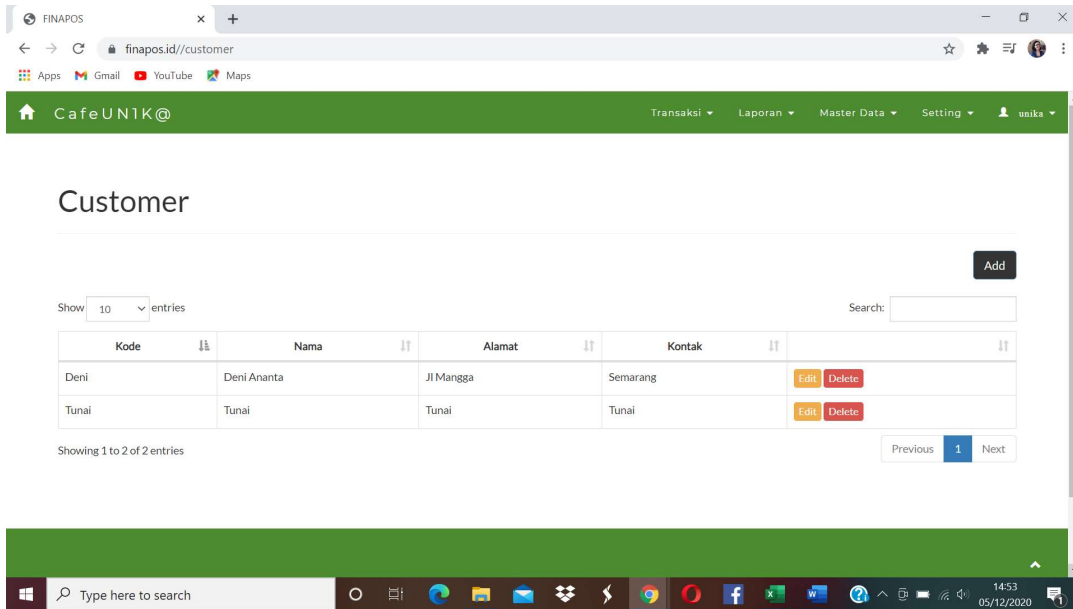 FINAPOS
finapos.id//customer
Apps Gmail YouTube Maps
CafeUN1K@ Transaksi Laporan Master Data Setting unika
Customer
Add
Show 10 entries Search:
Kode Nama Alamat Kontak
Deni Deni Ananta Jl Mangga Semarang Edit Delete
Tunai Tunai Tunai Tunai Edit Delete
Showing 1 to 2 of 2 entries Previous 1 Next
Type here to search 14:53
05/12/2020